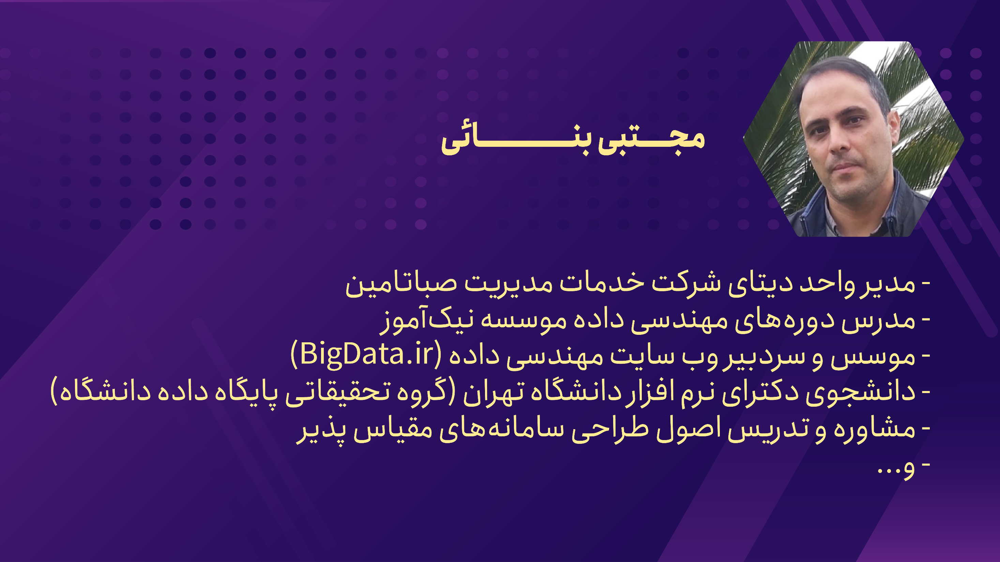 مجتبی بنائی
- مدیر واحد دیتای شرکت خدمات مدیریت صباتامین
- مدرس دوره‌های مهندسی داده موسسه نیک‌آموز
- موسس و سردبیر وب سایت مهندسی داده (BigData.ir)
- دانشجوی دکترای نرم افزار دانشگاه تهران (گروه تحقیقاتی پایگاه داده دانشگاه)
- مشاوره و تدریس اصول طراحی سامانه‌های مقیاس پذیر
- و...